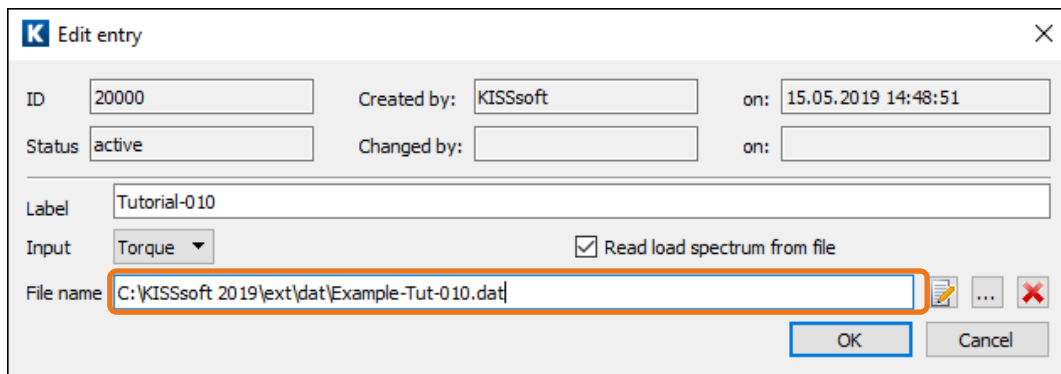 K Edit entry
ID 20000 Created by: KISSsoft on: 15.05.2019 14:48:51
Status active Changed by: on:
Label Tutorial-010
Input Torque Read load spectrum from file
File name C:\KISSsoft 2019\ext\dat\Example-Tut-010.dat ...
OK Cancel